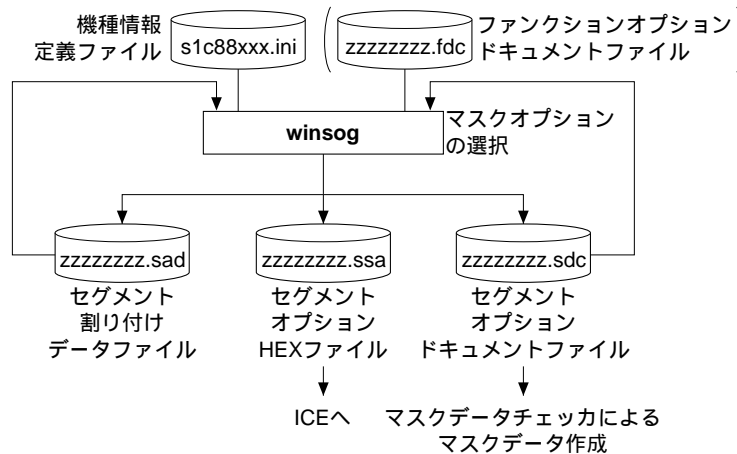 機種情報
定義ファイル
s1c88xxx.ini
zzzzzzzz.fdc
ファンクションオプション
ドキュメントファイル
winsog
マスクオプション
の選択
zzzzzzzz.sad
セグメント
割り付け
データファイル
zzzzzzzz.ssa
セグメント
オプション
HEXファイル
zzzzzzzz.sdc
セグメント
オプション
ドキュメントファイル
ICEへ
マスクデータチェッカによる
マスクデータ作成